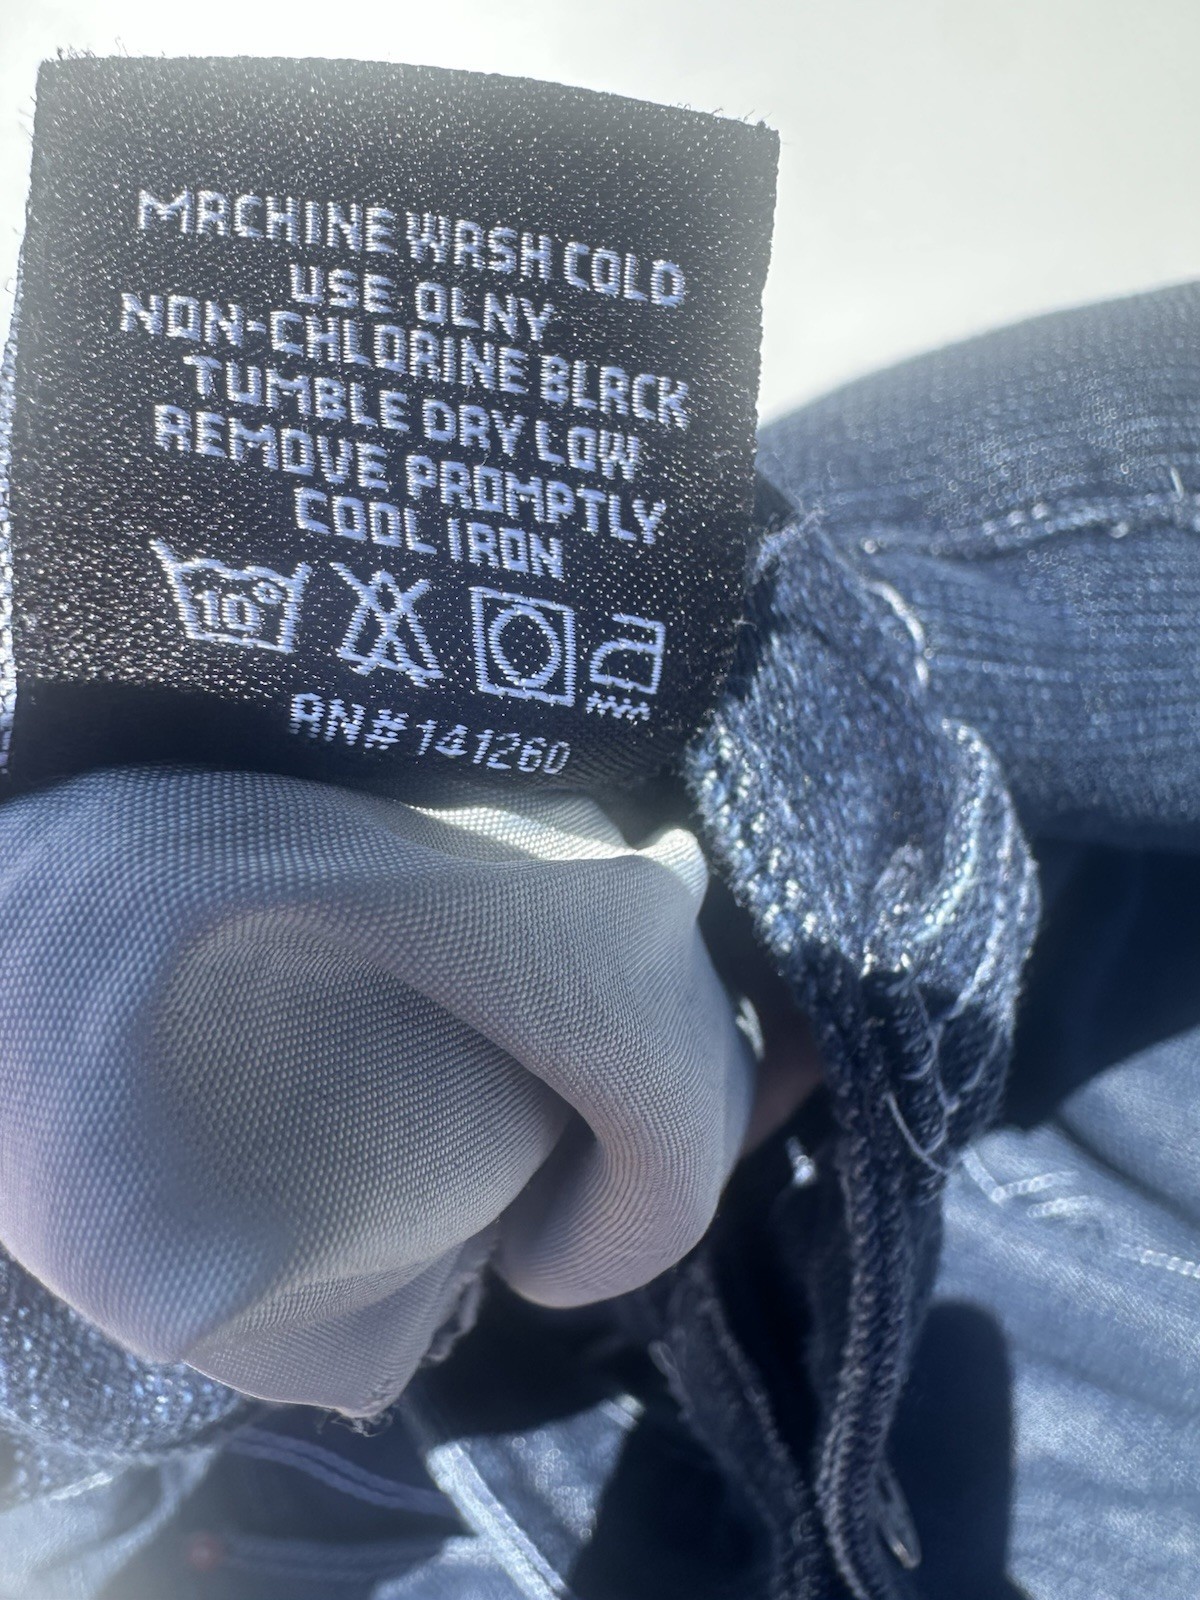 MACHINE WASH COLD
USE OLNY
NON-CHLORINE BLACK
TUMBLE DRY LOW
REMOVE PROMPTLY
COOL IRON
10°
RN# 141260